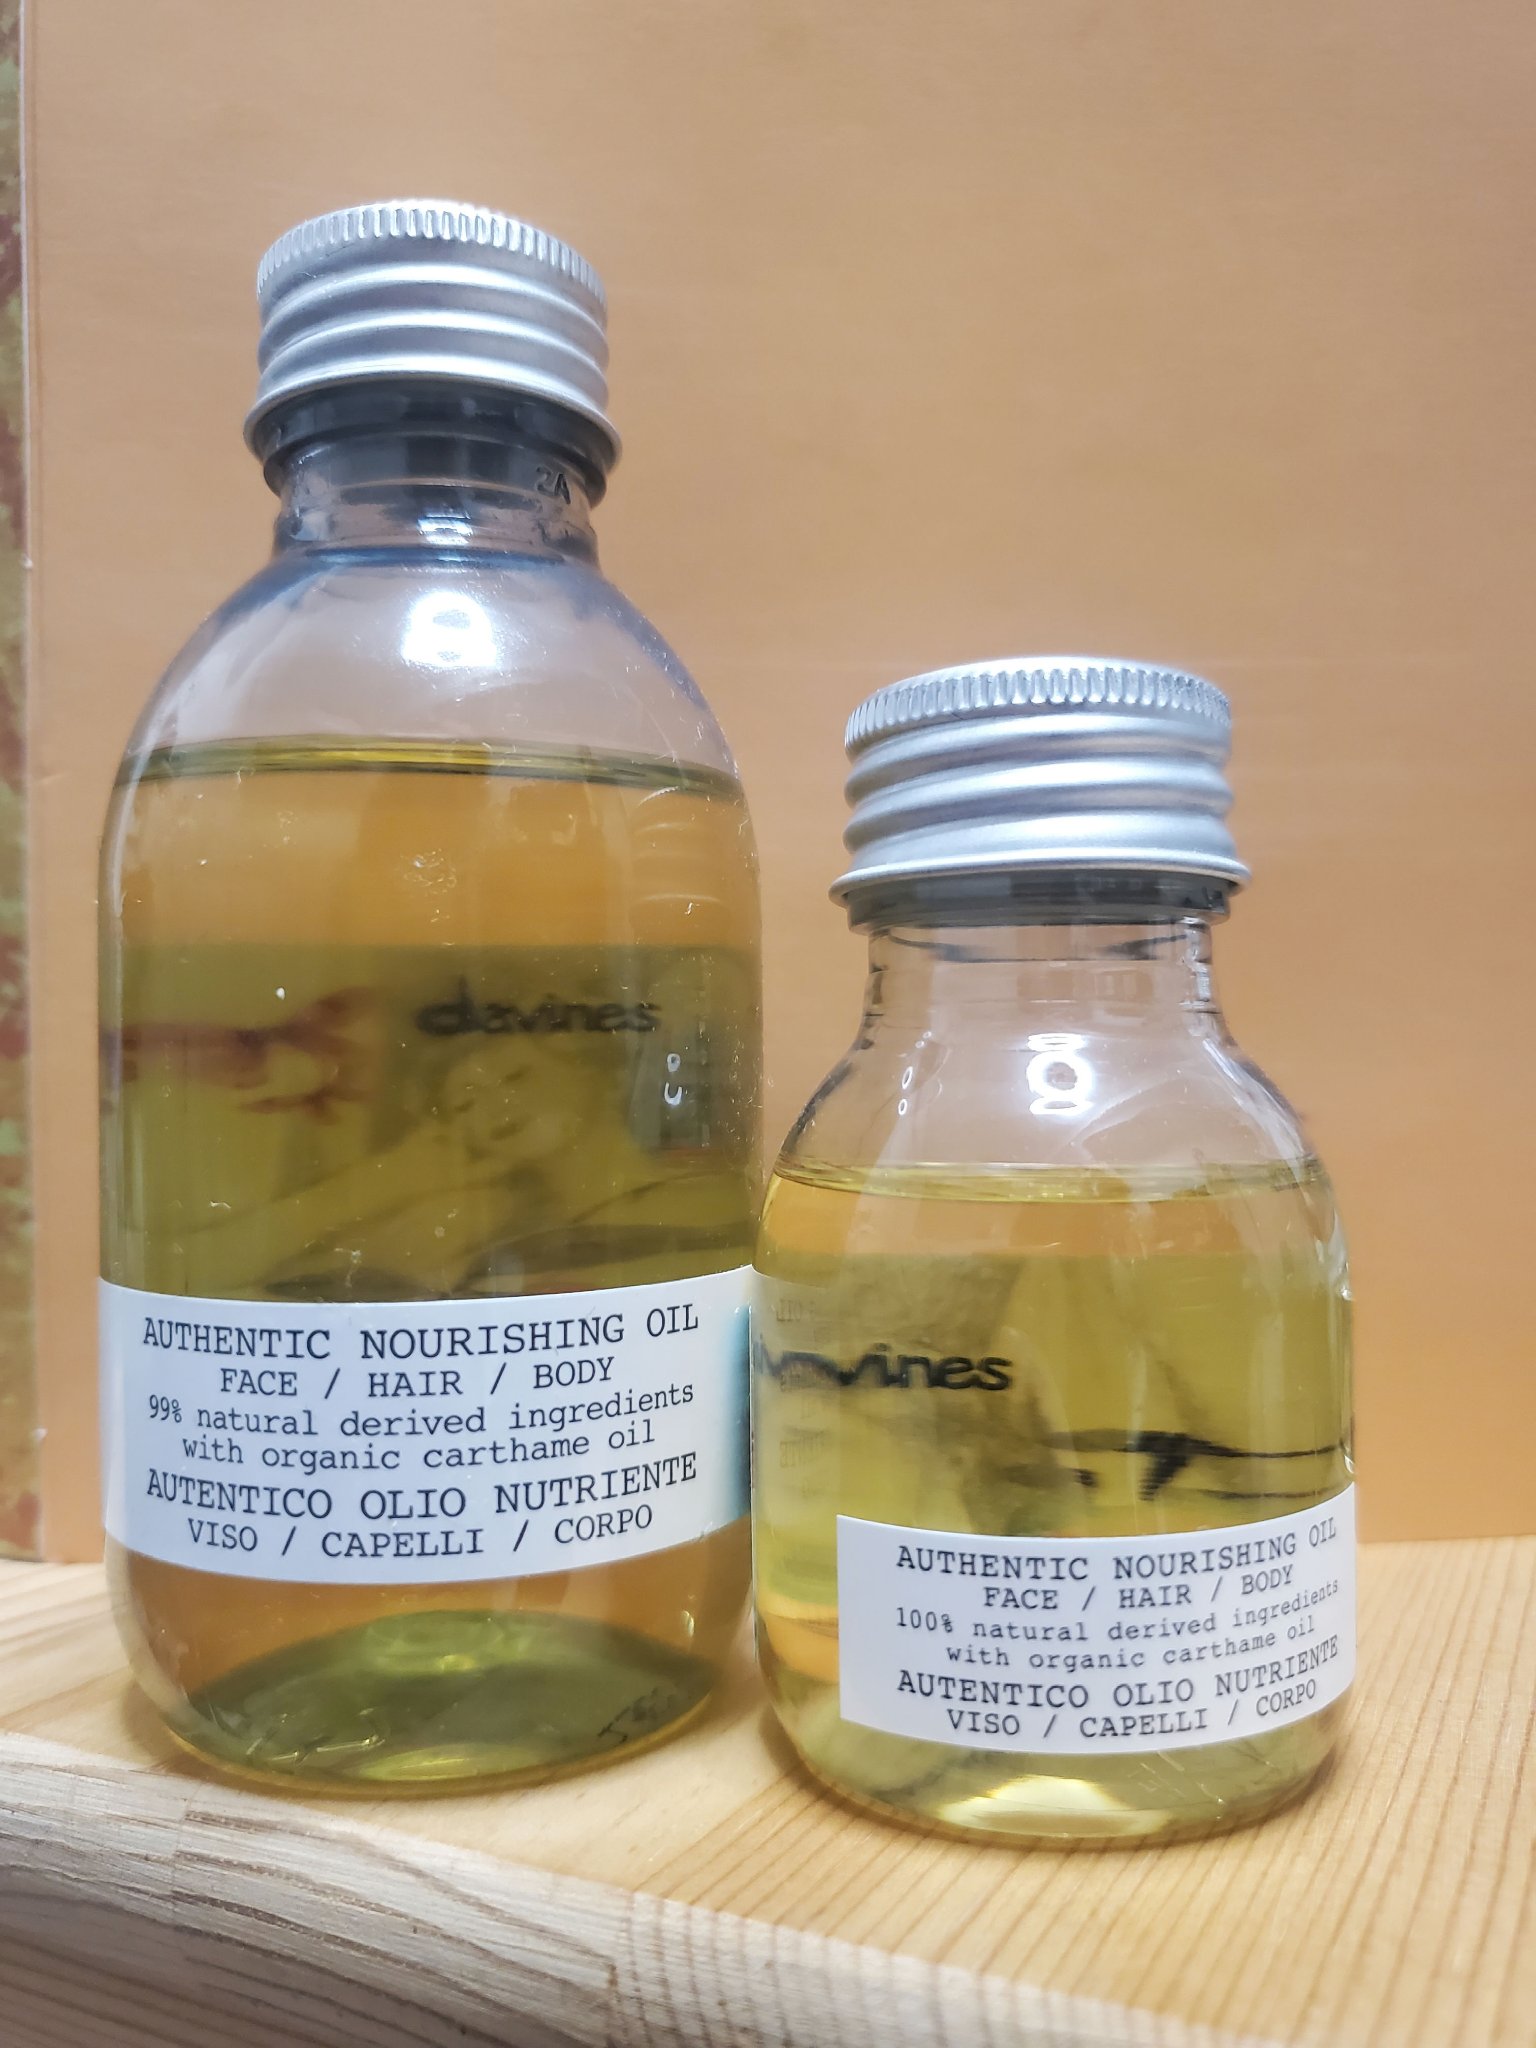 2A
davines
AUTHENTIC NOURISHING OIL
FACE / HAIR / BODY
99% natural derived ingredients
with organic carthame oil
AUTENTICO OLIO NUTRIENTE
VISO / CAPELLI / CORPO
vines
AUTHENTIC NOURISHING OIL
FACE / HAIR / BODY
100% natural derived ingredients
with organic carthame oil
AUTENTICO OLIO NUTRIENTE
VISO / CAPELLI / CORPO